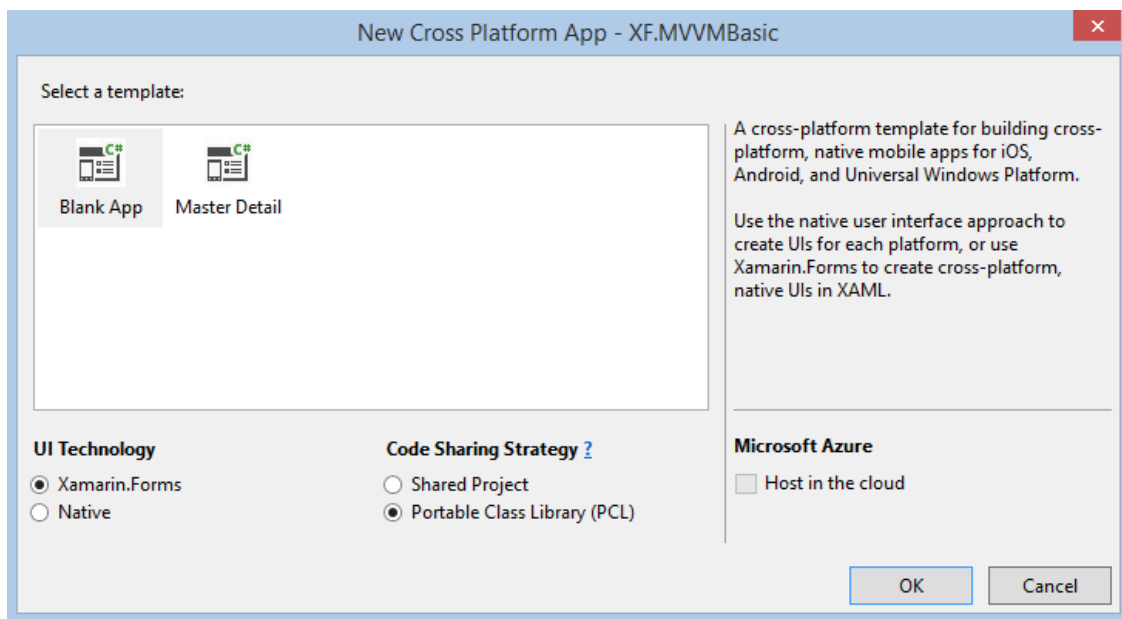 New Cross Platform App - XF.MVVMBasic
×
Select a template:
C# C#
Blank App Master Detail
A cross-platform template for building cross-
platform, native mobile apps for iOS,
Android, and Universal Windows Platform.
Use the native user interface approach to
create UIs for each platform, or use
Xamarin.Forms to create cross-platform,
native UIs in XAML.
UI Technology
Xamarin.Forms
Native
Code Sharing Strategy ?
Shared Project
Portable Class Library (PCL)
Microsoft Azure
Host in the cloud
OK Cancel